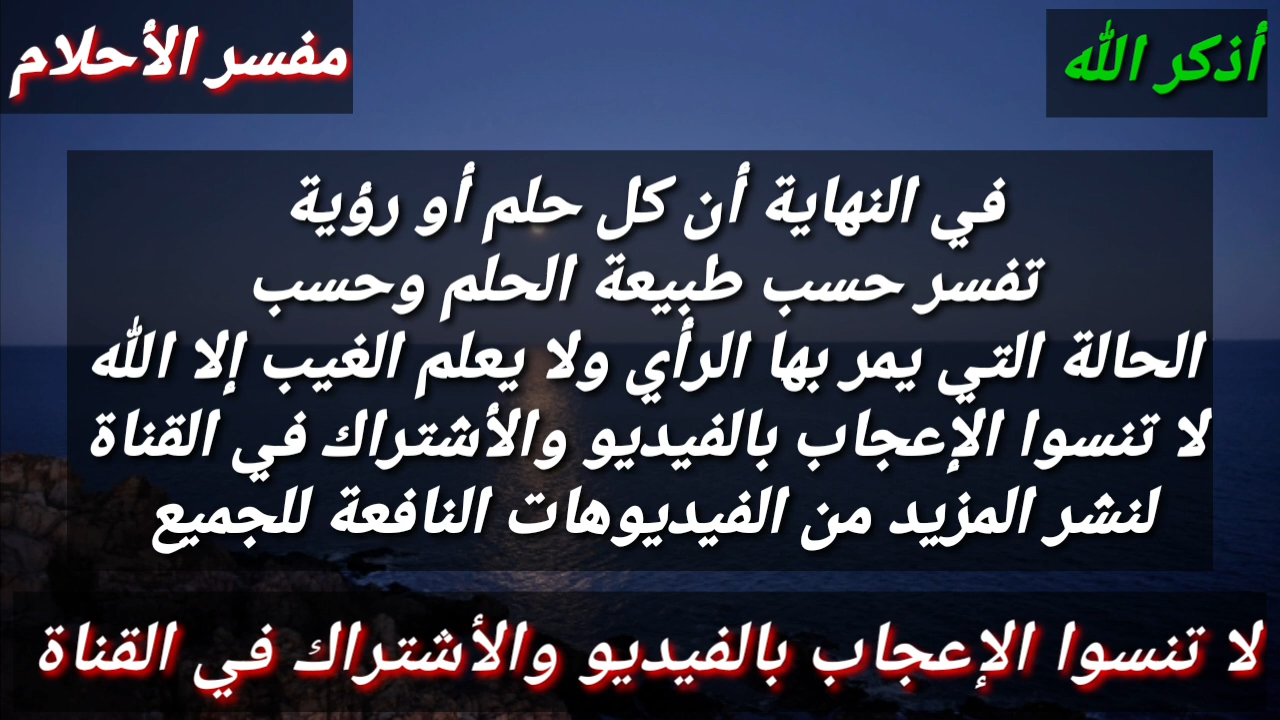 أذكر الله
مفسر الأحلام
في النهاية أن كل حلم أو رؤية
تفسر حسب طبيعة الحلم وحسب
الحالة التي يمر بها الرأي ولا يعلم الغيب إلا الله
لا تنسوا الإعجاب بالفيديو والأشتراك في القناة
لنشر المزيد من الفيديوهات النافعة للجميع
لا تنسوا الإعجاب بالفيديو والأشتراك في القناة